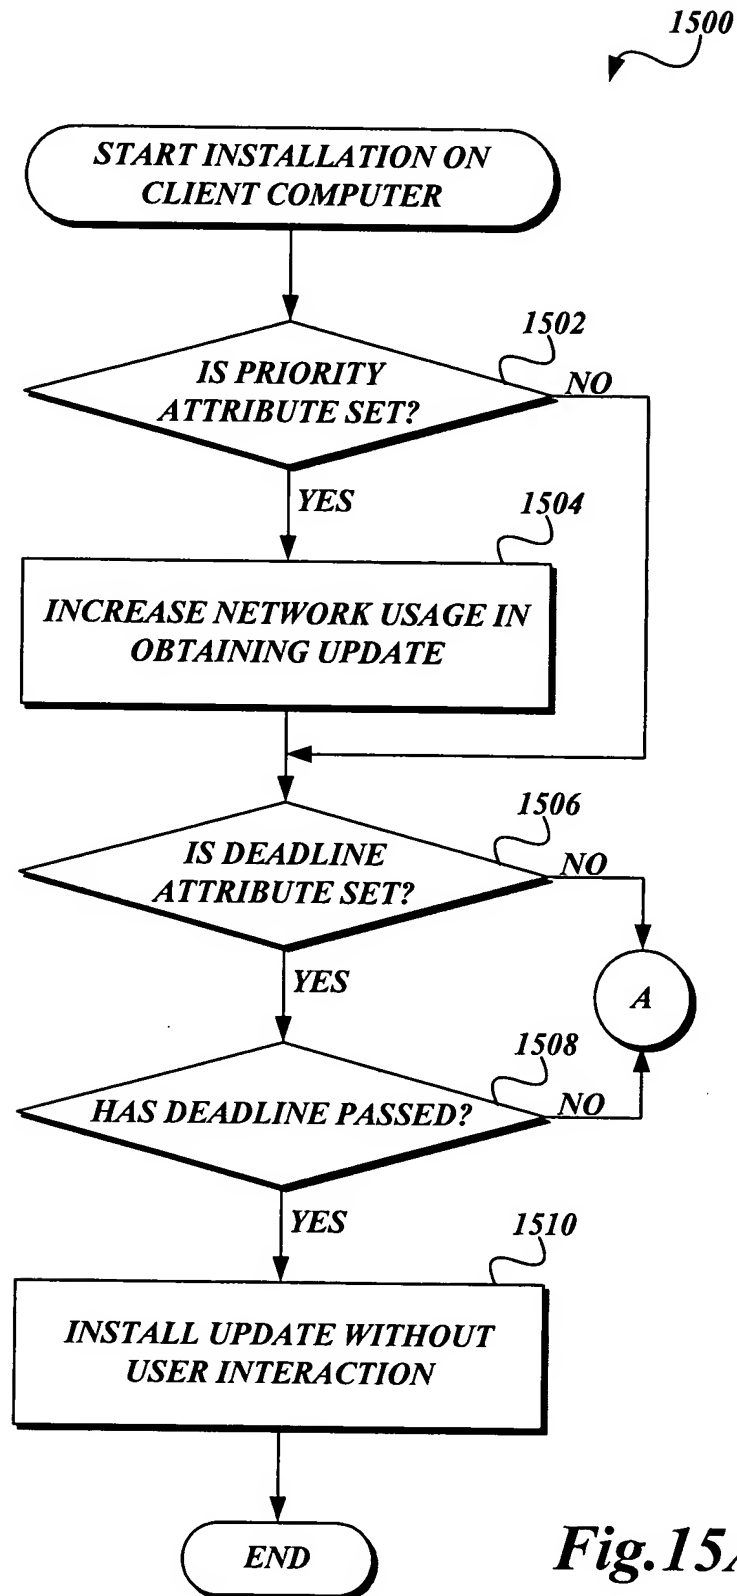 1500
START INSTALLATION ON
CLIENT COMPUTER
1502
IS PRIORITY
ATTRIBUTE SET?
NO
YES
1504
INCREASE NETWORK USAGE IN
OBTAINING UPDATE
1506
IS DEADLINE
ATTRIBUTE SET?
NO
YES
A
1508
HAS DEADLINE PASSED?
NO
YES
1510
INSTALL UPDATE WITHOUT
USER INTERACTION
END
Fig.15A